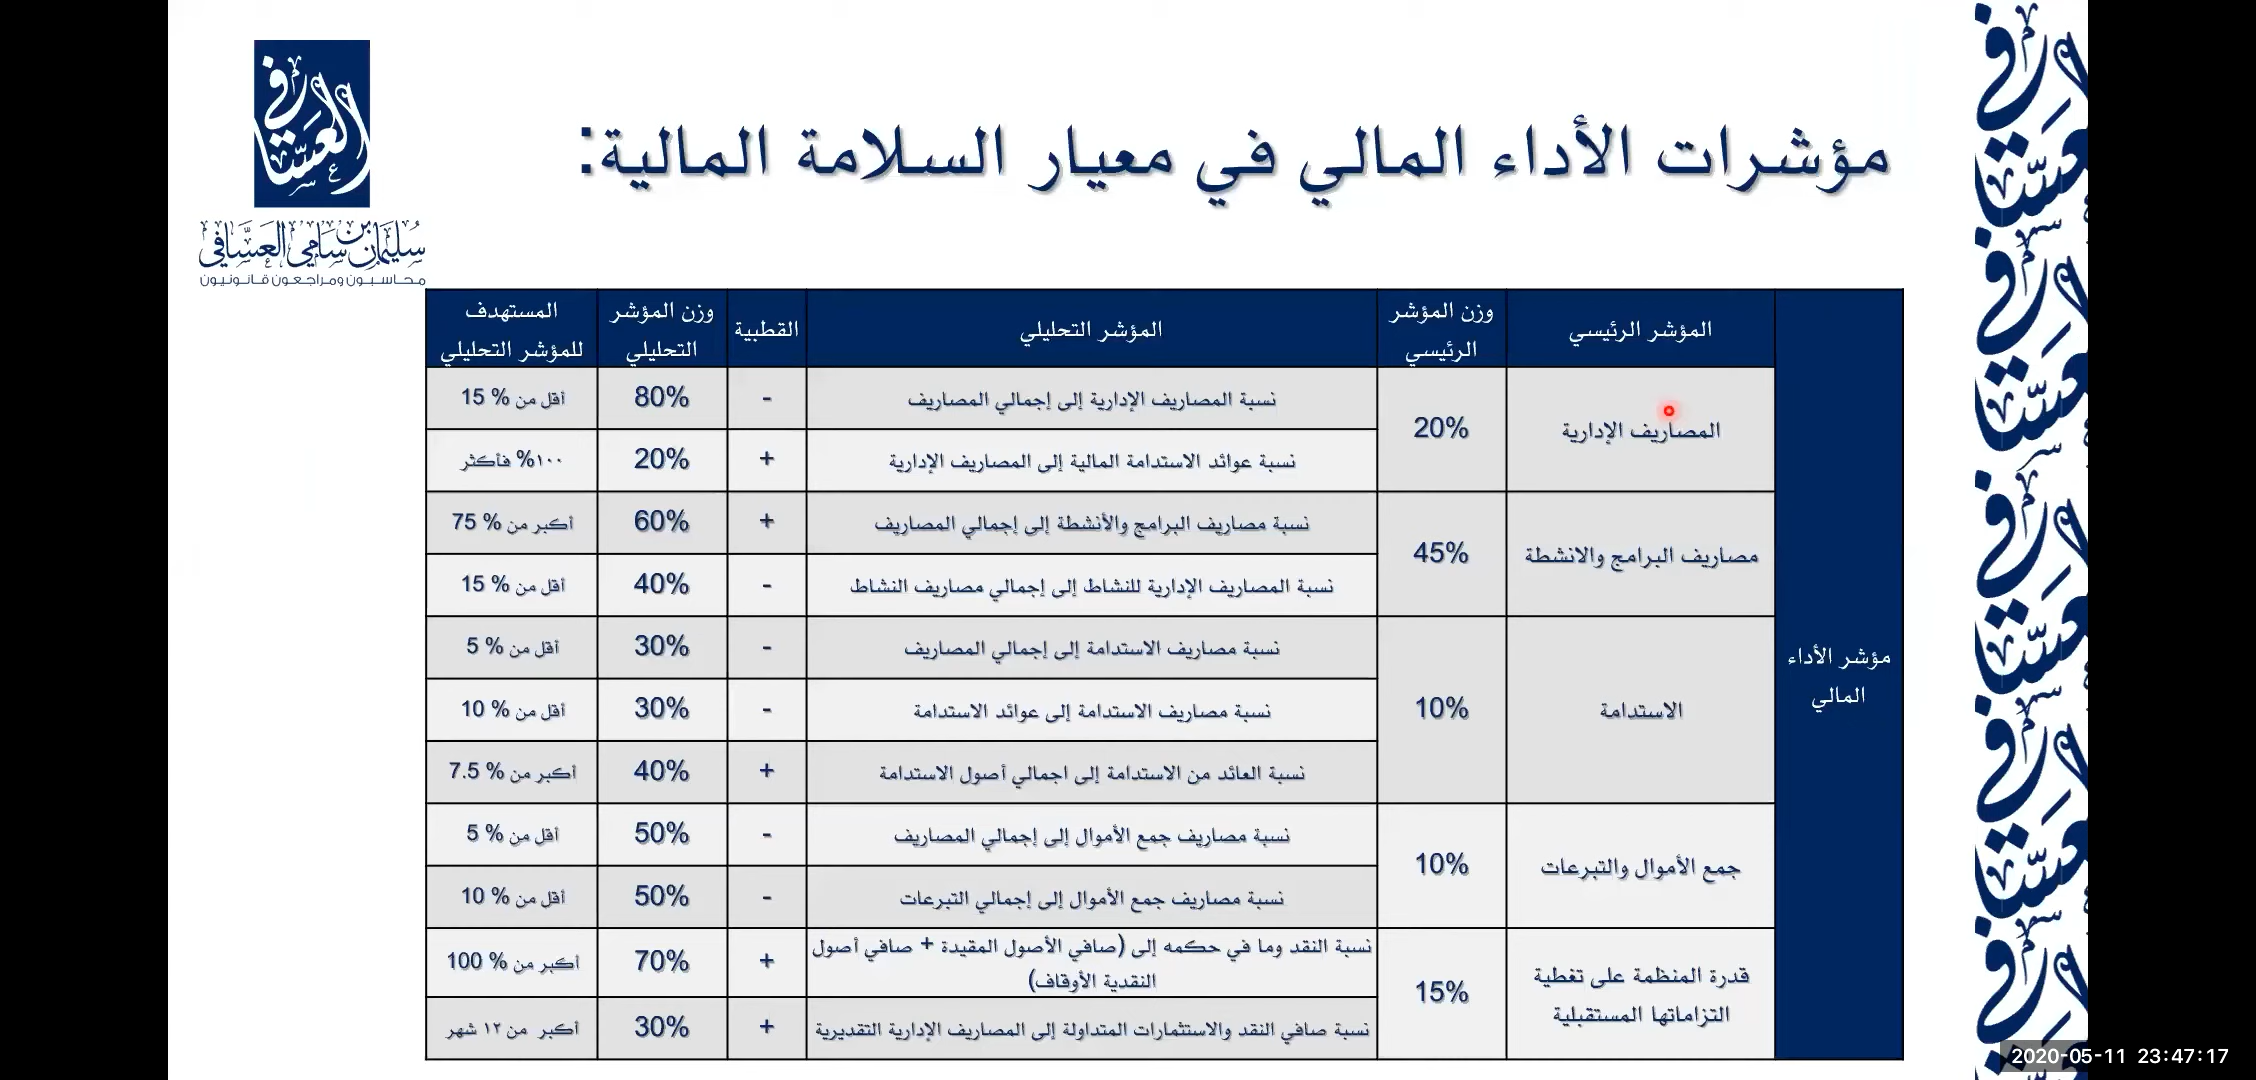 العسافي
سليمان بن سامي العسافي
محاسبون ومراجعون قانونيون
مؤشرات الأداء المالي في معيار السلامة المالية:
المؤشر الرئيسي
وزن المؤشر
الرئيسي
المؤشر التحليلي
القطبية
وزن المؤشر
التحليلي
المستهدف
للمؤشر التحليلي
مؤشر الأداء
المالي
المصاريف الإدارية
20%
نسبة المصاريف الإدارية إلى إجمالي المصاريف
-
80%
أقل من % 15
نسبة عوائد الاستدامة المالية إلى المصاريف الإدارية
+
20%
١٠٠% فأكثر
مصاريف البرامج والانشطة
45%
نسبة مصاريف البرامج والأنشطة إلى إجمالي المصاريف
+
60%
أكبر من % 75
نسبة المصاريف الإدارية للنشاط إلى إجمالي مصاريف النشاط
-
40%
أقل من % 15
الاستدامة
10%
نسبة مصاريف الاستدامة إلى إجمالي المصاريف
-
30%
أقل من % 5
نسبة مصاريف الاستدامة إلى عوائد الاستدامة
-
30%
أقل من % 10
نسبة العائد من الاستدامة إلى اجمالي أصول الاستدامة
+
40%
أكبر من % 7.5
جمع الأموال والتبرعات
10%
نسبة مصاريف جمع الأموال إلى إجمالي المصاريف
-
50%
أقل من % 5
نسبة مصاريف جمع الأموال إلى إجمالي التبرعات
-
50%
أقل من % 10
قدرة المنظمة على تغطية
التزاماتها المستقبلية
15%
نسبة النقد وما في حكمه إلى (صافي الأصول المقيدة + صافي أصول
النقدية الأوقاف)
+
70%
أكبر من % 100
نسبة صافي النقد والاستثمارات المتداولة إلى المصاريف الإدارية التقديرية
+
30%
أكبر من ١٢ شهر
2020-05-11 23:47:17